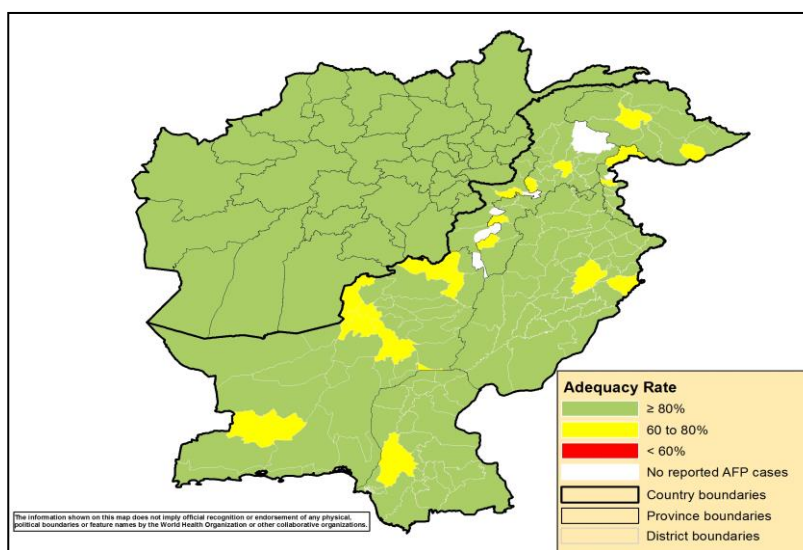 Adequacy Rate
≥ 80%
60 to 80%
< 60%
No reported AFP cases
Country boundaries
Province boundaries
District boundaries
The information shown on this map does not imply official recognition or endorsement of any physical,
political boundaries or feature names by the World Health Organization or other collaborative organizations.